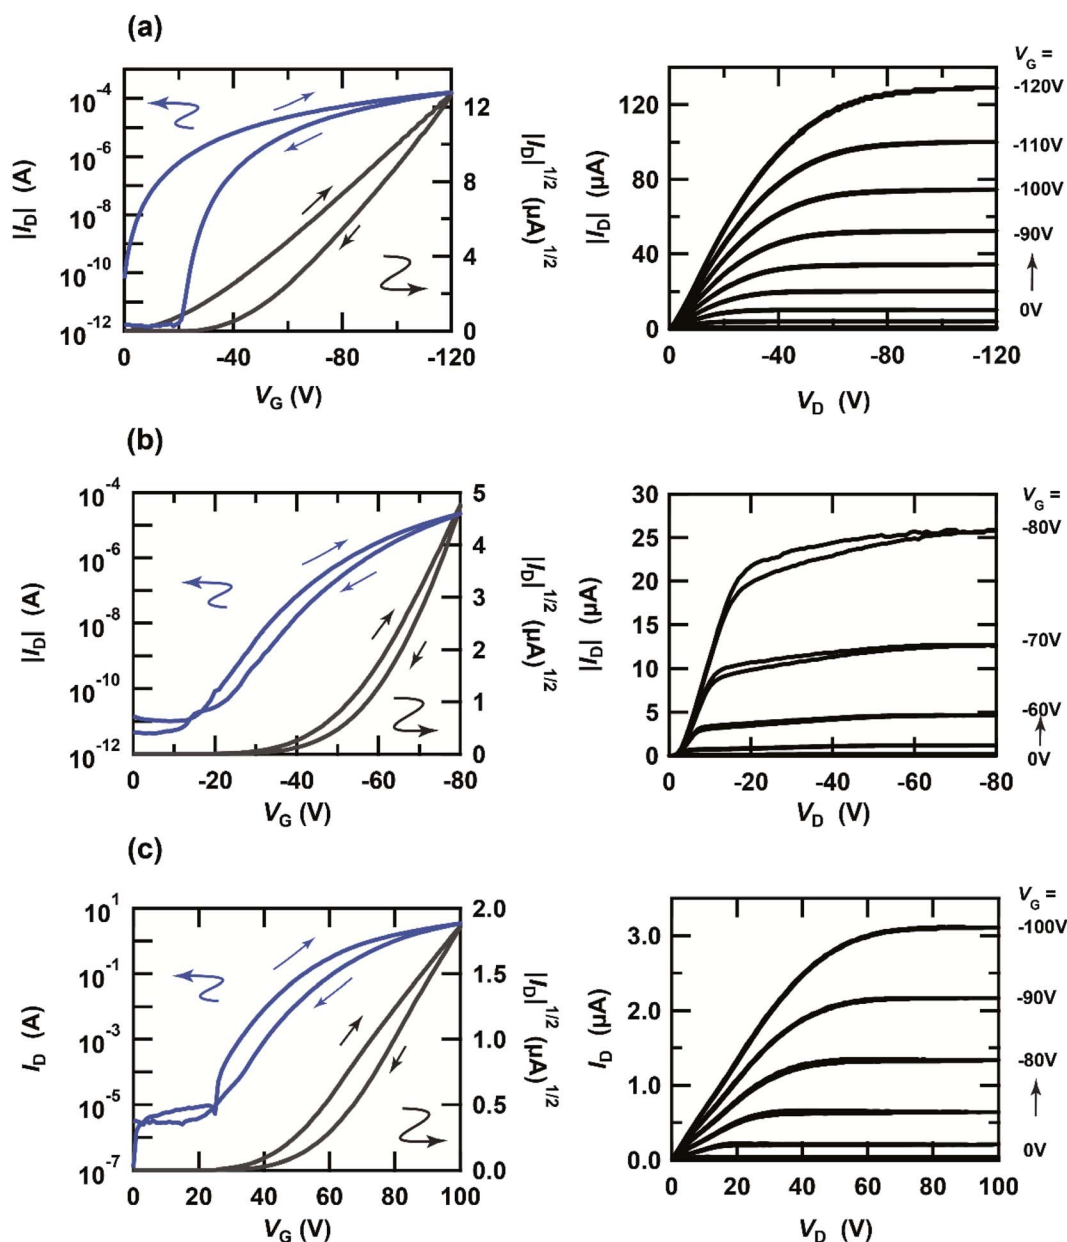 (a)
10⁻⁴
10⁻⁶
10⁻⁸
10⁻¹⁰
10⁻¹²
|I_D| (A)
12
8
4
0
|I_D|^1/2 (μA)^1/2
0 -40 -80 -120
V_G (V)
120
80
40
0
|I_D| (μA)
0 -40 -80 -120
V_D (V)
V_G =
-120V
-110V
-100V
-90V
0V
(b)
10⁻⁴
10⁻⁶
10⁻⁸
10⁻¹⁰
10⁻¹²
|I_D| (A)
5
4
3
2
1
0
|I_D|^1/2 (μA)^1/2
0 -20 -40 -60 -80
V_G (V)
30
25
20
15
10
5
0
|I_D| (μA)
0 -20 -40 -60 -80
V_D (V)
V_G =
-80V
-70V
-60V
0V
(c)
10¹
10⁻¹
10⁻³
10⁻⁵
10⁻⁷
I_D (A)
2.0
1.5
1.0
0.5
0.0
|I_D|^1/2 (μA)^1/2
0 20 40 60 80 100
V_G (V)
3.0
2.0
1.0
0.0
I_D (μA)
0 20 40 60 80 100
V_D (V)
V_G =
-100V
-90V
-80V
0V